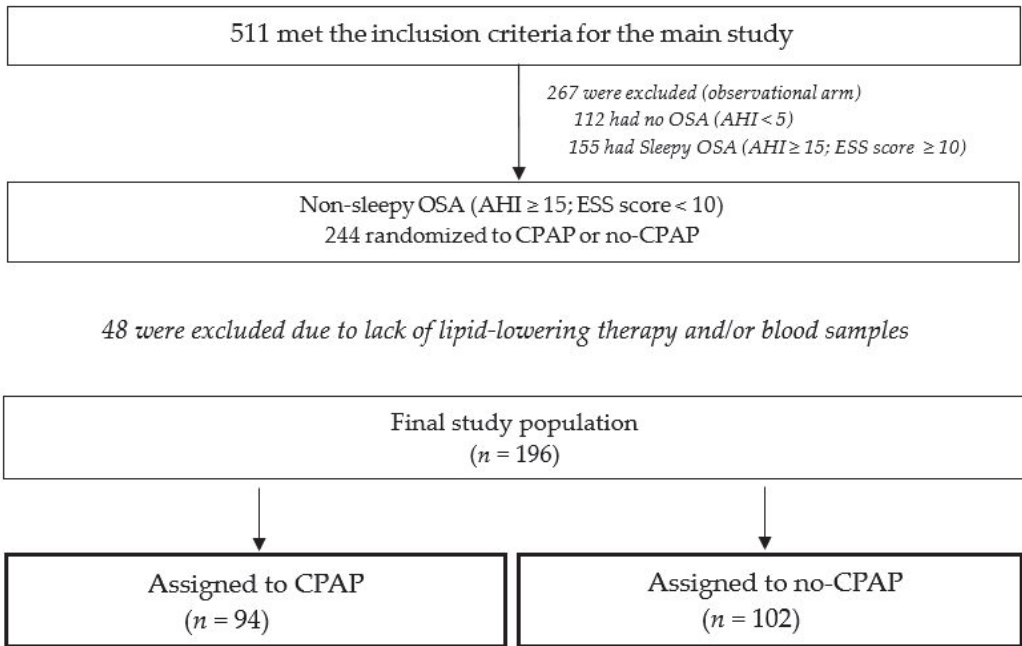 511 met the inclusion criteria for the main study
267 were excluded (observational arm)
112 had no OSA (AHI < 5)
155 had Sleepy OSA (AHI ≥ 15; ESS score ≥ 10)
Non-sleepy OSA (AHI ≥ 15; ESS score < 10)
244 randomized to CPAP or no-CPAP
48 were excluded due to lack of lipid-lowering therapy and/or blood samples
Final study population
(n = 196)
Assigned to CPAP
(n = 94)
Assigned to no-CPAP
(n = 102)